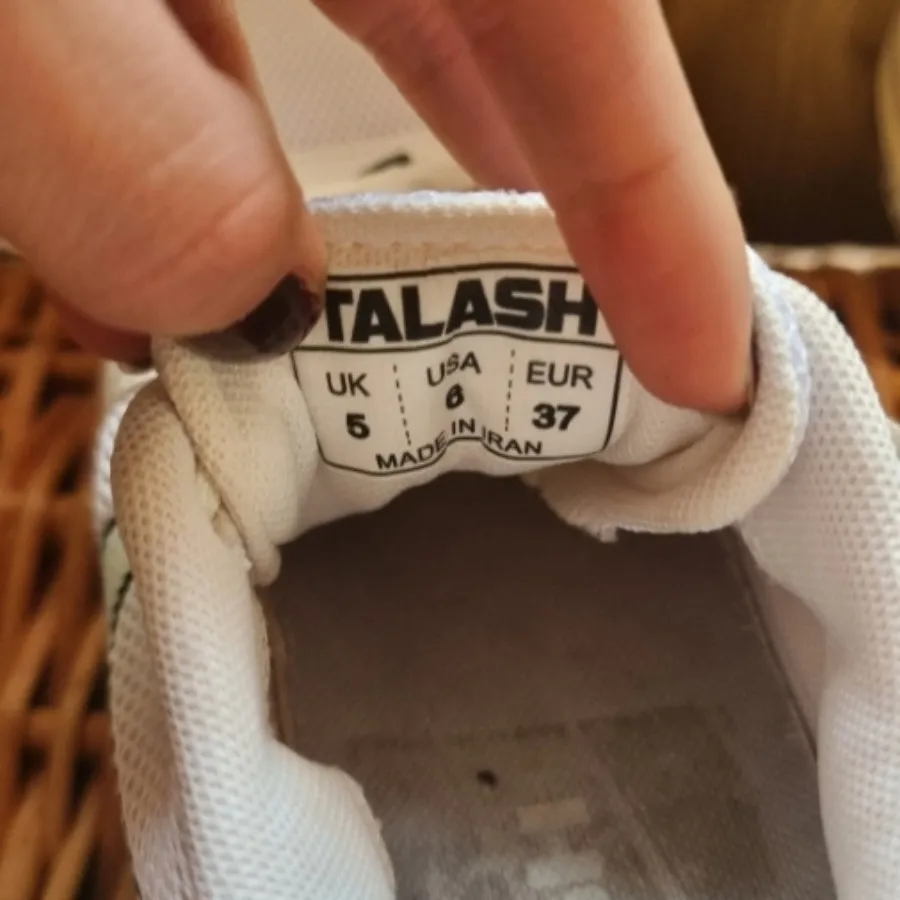 TALASH
UK USA EUR
5 6 37
MADE IN IRAN